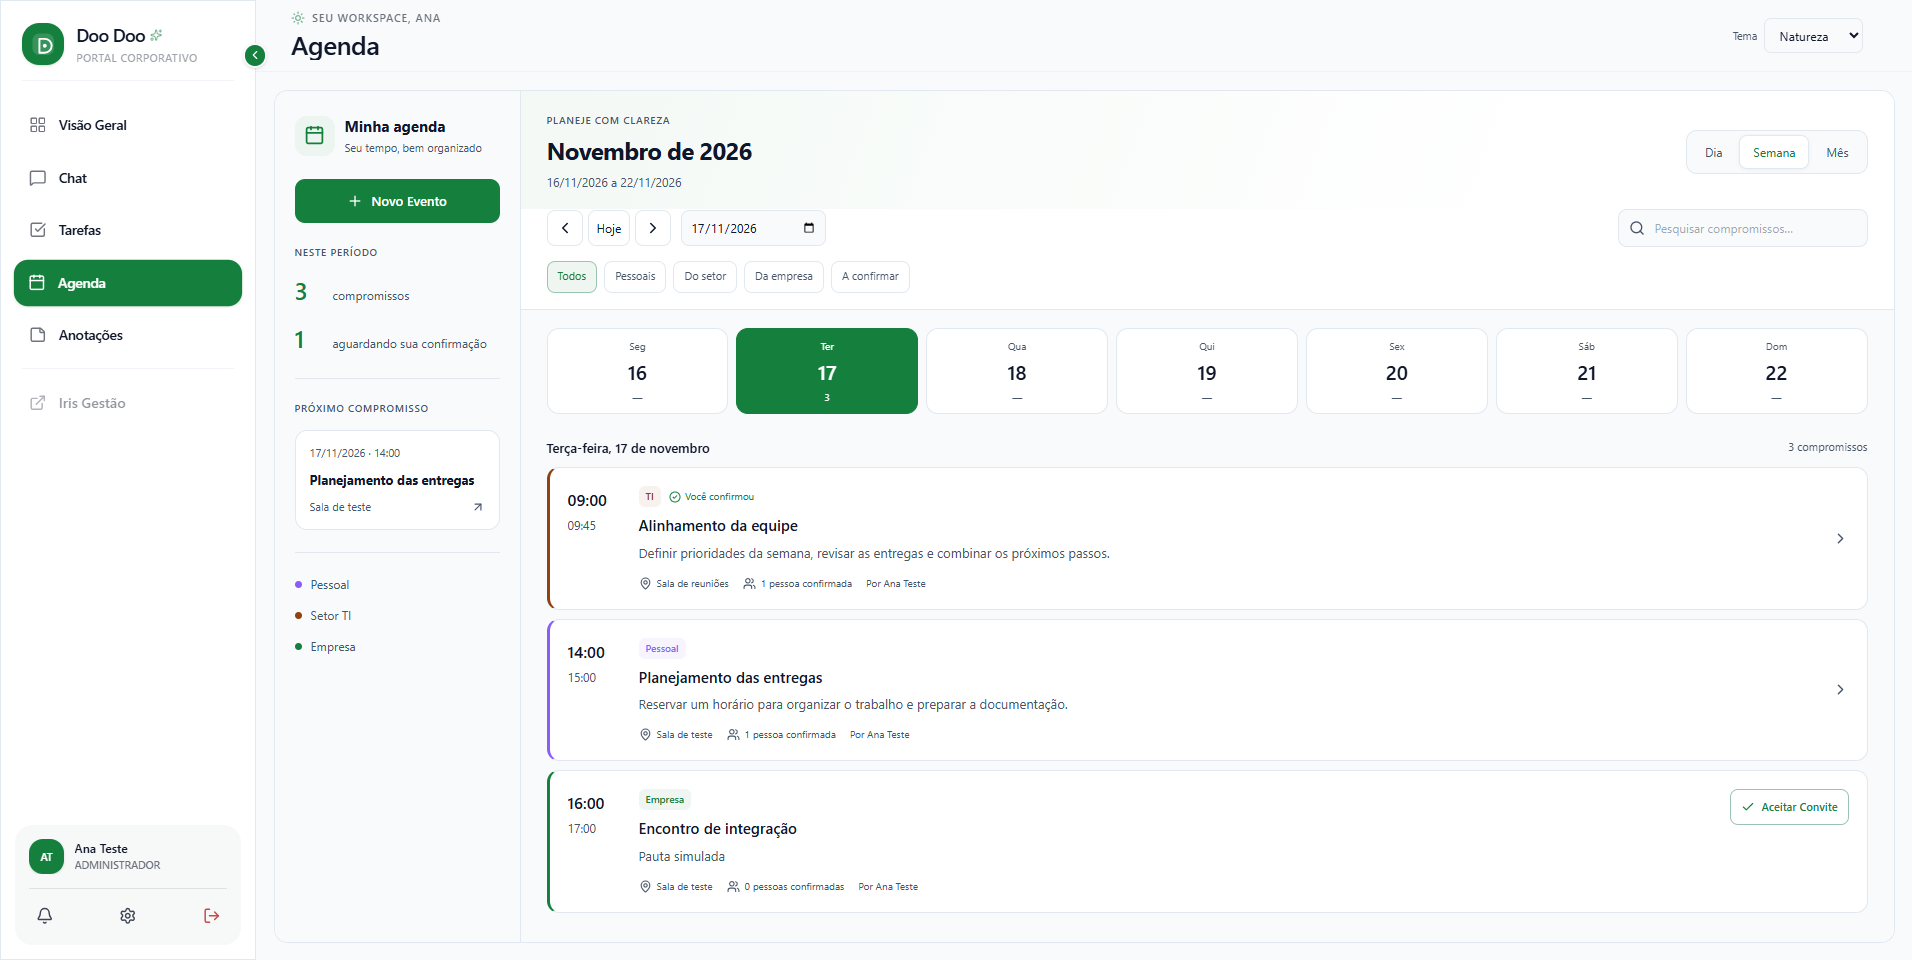 Doo Doo
PORTAL CORPORATIVO
Visão Geral
Chat
Tarefas
Agenda
Anotações
Iris Gestão
AT
Ana Teste
ADMINISTRADOR
SEU WORKSPACE, ANA
Agenda
Tema
Natureza
Minha agenda
Seu tempo, bem organizado
Novo Evento
NESTE PERÍODO
3 compromissos
1 aguardando sua confirmação
PRÓXIMO COMPROMISSO
17/11/2026 · 14:00
Planejamento das entregas
Sala de teste
Pessoal
Setor TI
Empresa
PLANEJE COM CLAREZA
Novembro de 2026
16/11/2026 a 22/11/2026
Dia Semana Mês
Hoje 17/11/2026
Pesquisar compromissos...
Todos Pessoais Do setor Da empresa A confirmar
Seg Ter Qua Qui Sex Sáb Dom
16 17 18 19 20 21 22
— 3 — — — — —
Terça-feira, 17 de novembro
3 compromissos
09:00
09:45
TI Você confirmou
Alinhamento da equipe
Definir prioridades da semana, revisar as entregas e combinar os próximos passos.
Sala de reuniões 1 pessoa confirmada Por Ana Teste
14:00
15:00
Pessoal
Planejamento das entregas
Reservar um horário para organizar o trabalho e preparar a documentação.
Sala de teste 1 pessoa confirmada Por Ana Teste
16:00
17:00
Empresa
Encontro de integração
Pauta simulada
Sala de teste 0 pessoas confirmadas Por Ana Teste
Aceitar Convite